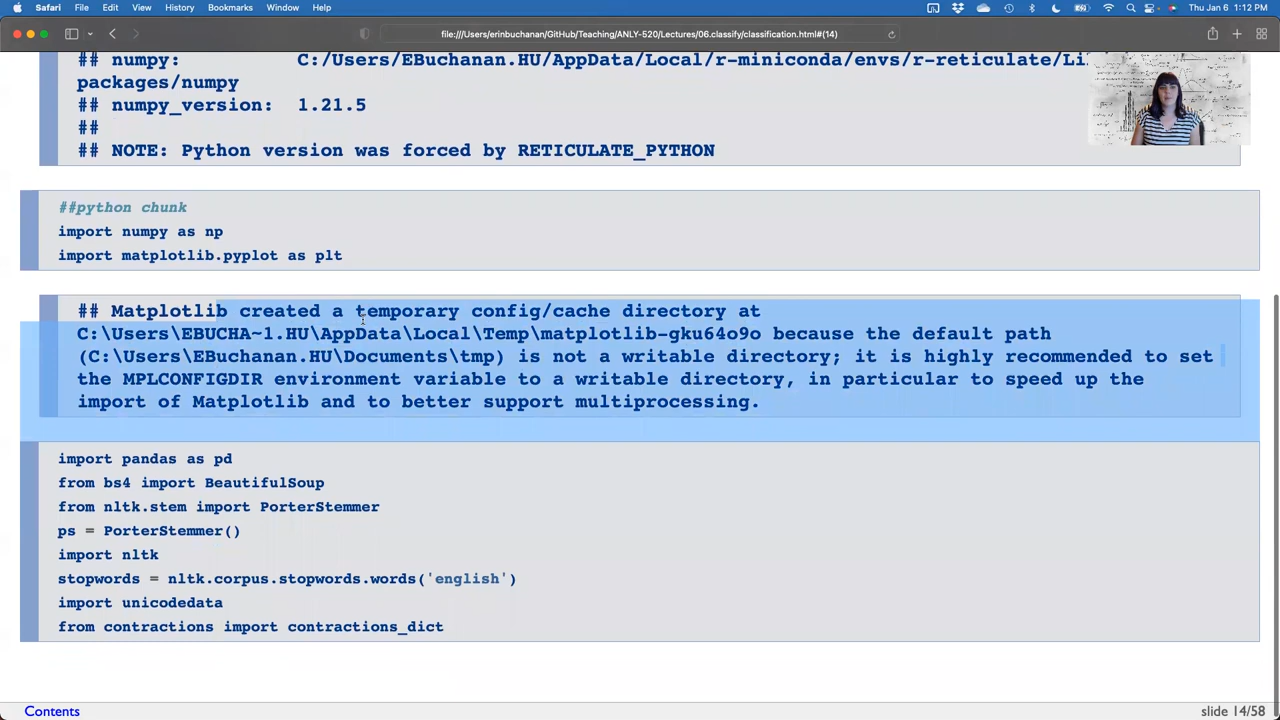 Safari File Edit View History Bookmarks Window Help Thu Jan 6 1:12 PM
file:///Users/erinbuchanan/GitHub/Teaching/ANLY-520/Lectures/06.classify/classification.html#(14)
## numpy: C:/Users/EBuchanan.HU/AppData/Local/r-miniconda/envs/r-reticulate/
packages/numpy
## numpy_version: 1.21.5
##
## NOTE: Python version was forced by RETICULATE_PYTHON
##python chunk
import numpy as np
import matplotlib.pyplot as plt
## Matplotlib created a temporary config/cache directory at
C:\Users\EBUCHA~1.HU\AppData\Local\Temp\matplotlib-gku64o9o because the default path
(C:\Users\EBuchanan.HU\Documents\tmp) is not a writable directory; it is highly recommended to set
the MPLCONFIGDIR environment variable to a writable directory, in particular to speed up the
import of Matplotlib and to better support multiprocessing.
import pandas as pd
from bs4 import BeautifulSoup
from nltk.stem import PorterStemmer
ps = PorterStemmer()
import nltk
stopwords = nltk.corpus.stopwords.words('english')
import unicodedata
from contractions import contractions_dict
Contents slide 14/58